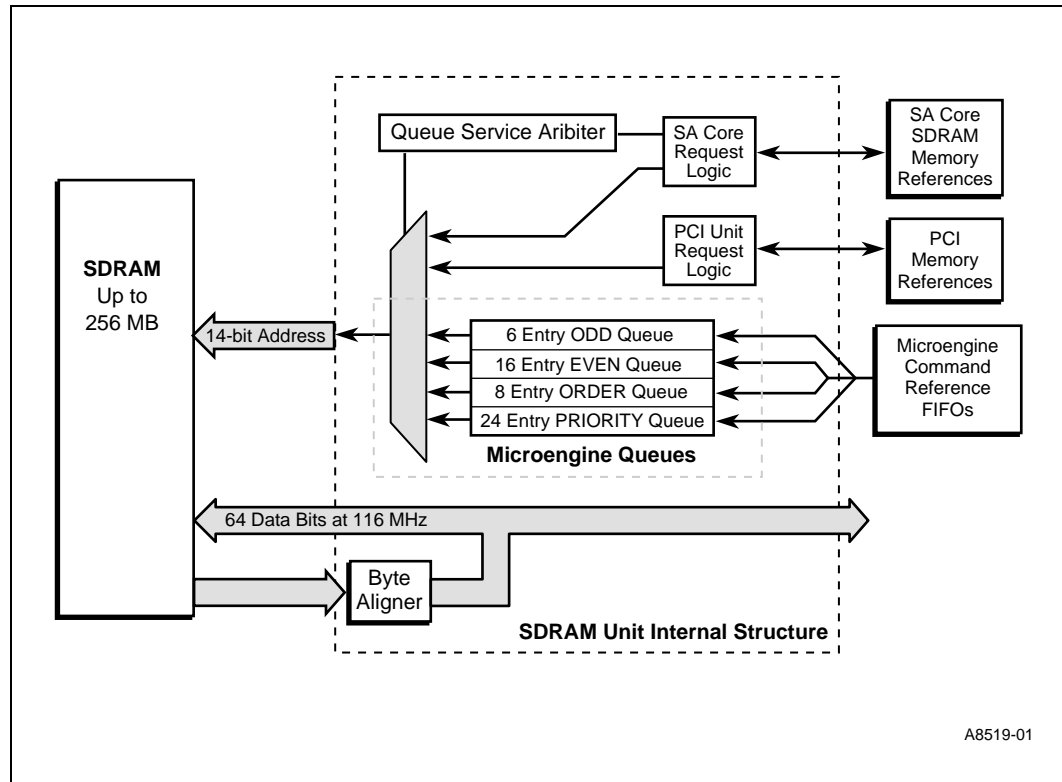 Queue Service Aribiter
SA Core
Request
Logic
SA Core
SDRAM
Memory
References
PCI Unit
Request
Logic
PCI
Memory
References
SDRAM
Up to
256 MB
14-bit Address
6 Entry ODD Queue
16 Entry EVEN Queue
8 Entry ORDER Queue
24 Entry PRIORITY Queue
Microengine Queues
Microengine
Command
Reference
FIFOs
64 Data Bits at 116 MHz
Byte
Aligner
SDRAM Unit Internal Structure
A8519-01